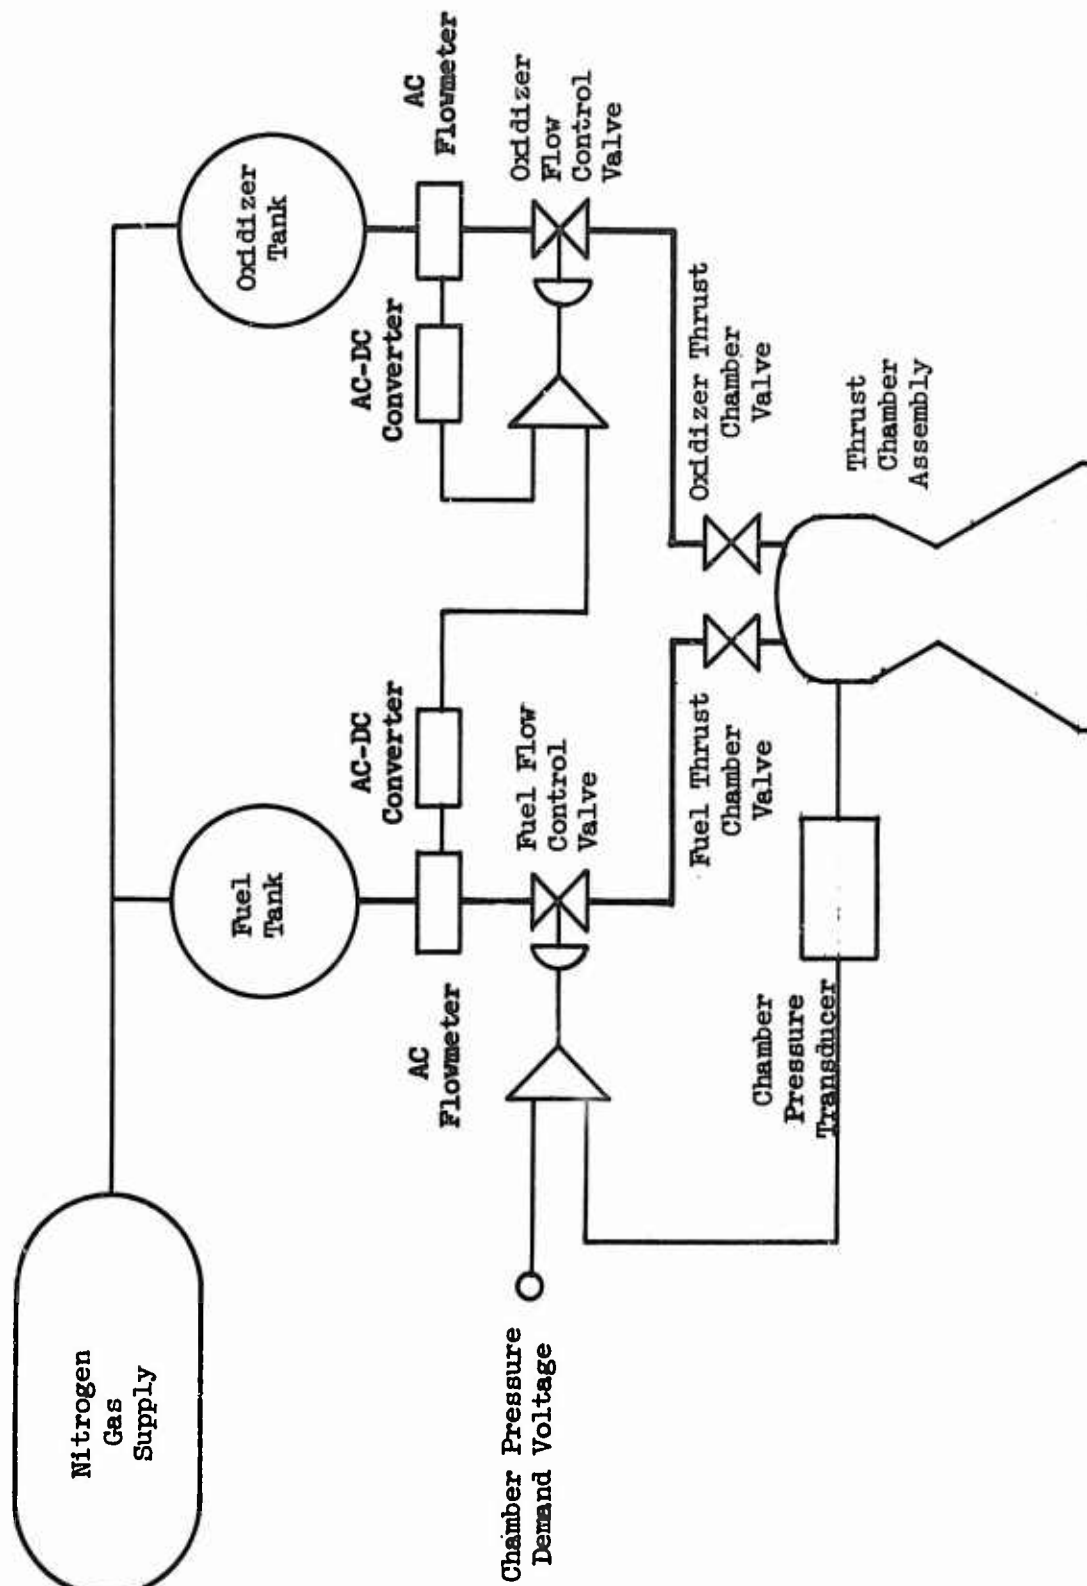 Nitrogen
Gas
Supply
Fuel
Tank
Oxidizer
Tank
AC
Flowmeter
AC-DC
Converter
AC-DC
Converter
AC
Flowmeter
Chamber Pressure
Demand Voltage
Fuel Flow
Control
Valve
Oxidizer
Flow
Control
Valve
Fuel Thrust
Chamber
Valve
Oxidizer Thrust
Chamber
Valve
Chamber
Pressure
Transducer
Thrust
Chamber
Assembly